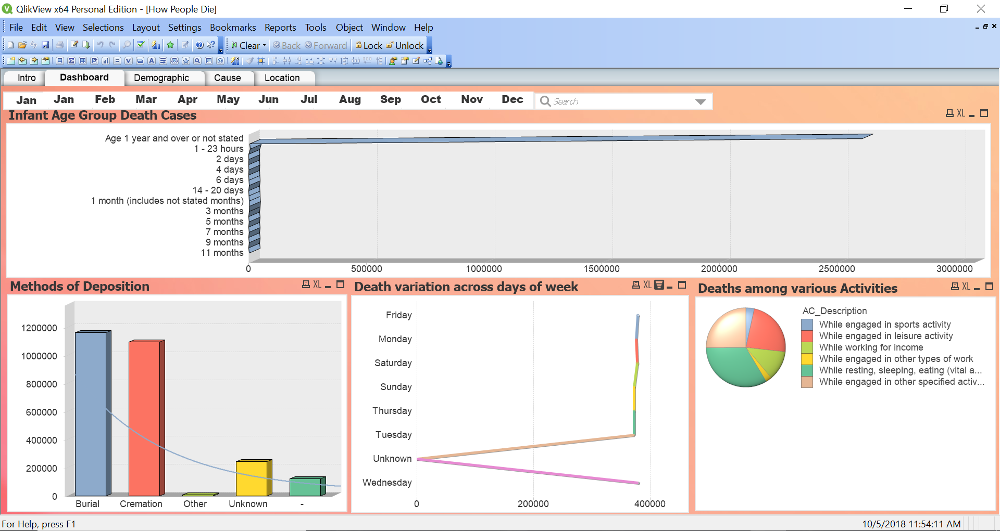 QlikView x64 Personal Edition - [How People Die]
File Edit View Selections Layout Settings Bookmarks Reports Tools Object Window Help
Clear Back Forward Lock Unlock
Intro Dashboard Demographic Cause Location
Jan Jan Feb Mar Apr May Jun Jul Aug Sep Oct Nov Dec Search
Infant Age Group Death Cases XL
Age 1 year and over or not stated
1 - 23 hours
2 days
4 days
6 days
14 - 20 days
1 month (includes not stated months)
3 months
5 months
7 months
9 months
11 months
0 500000 1000000 1500000 2000000 2500000 3000000
Methods of Deposition XL
1200000
1000000
800000
600000
400000
200000
0
Burial Cremation Other Unknown -
Death variation across days of week XL
Friday
Monday
Saturday
Sunday
Thursday
Tuesday
Unknown
Wednesday
0 200000 400000
Deaths among various Activities XL
AC_Description
While engaged in sports activity
While engaged in leisure activity
While working for income
While engaged in other types of work
While resting, sleeping, eating (vital a...
While engaged in other specified activ...
For Help, press F1 10/5/2018 11:54:11 AM